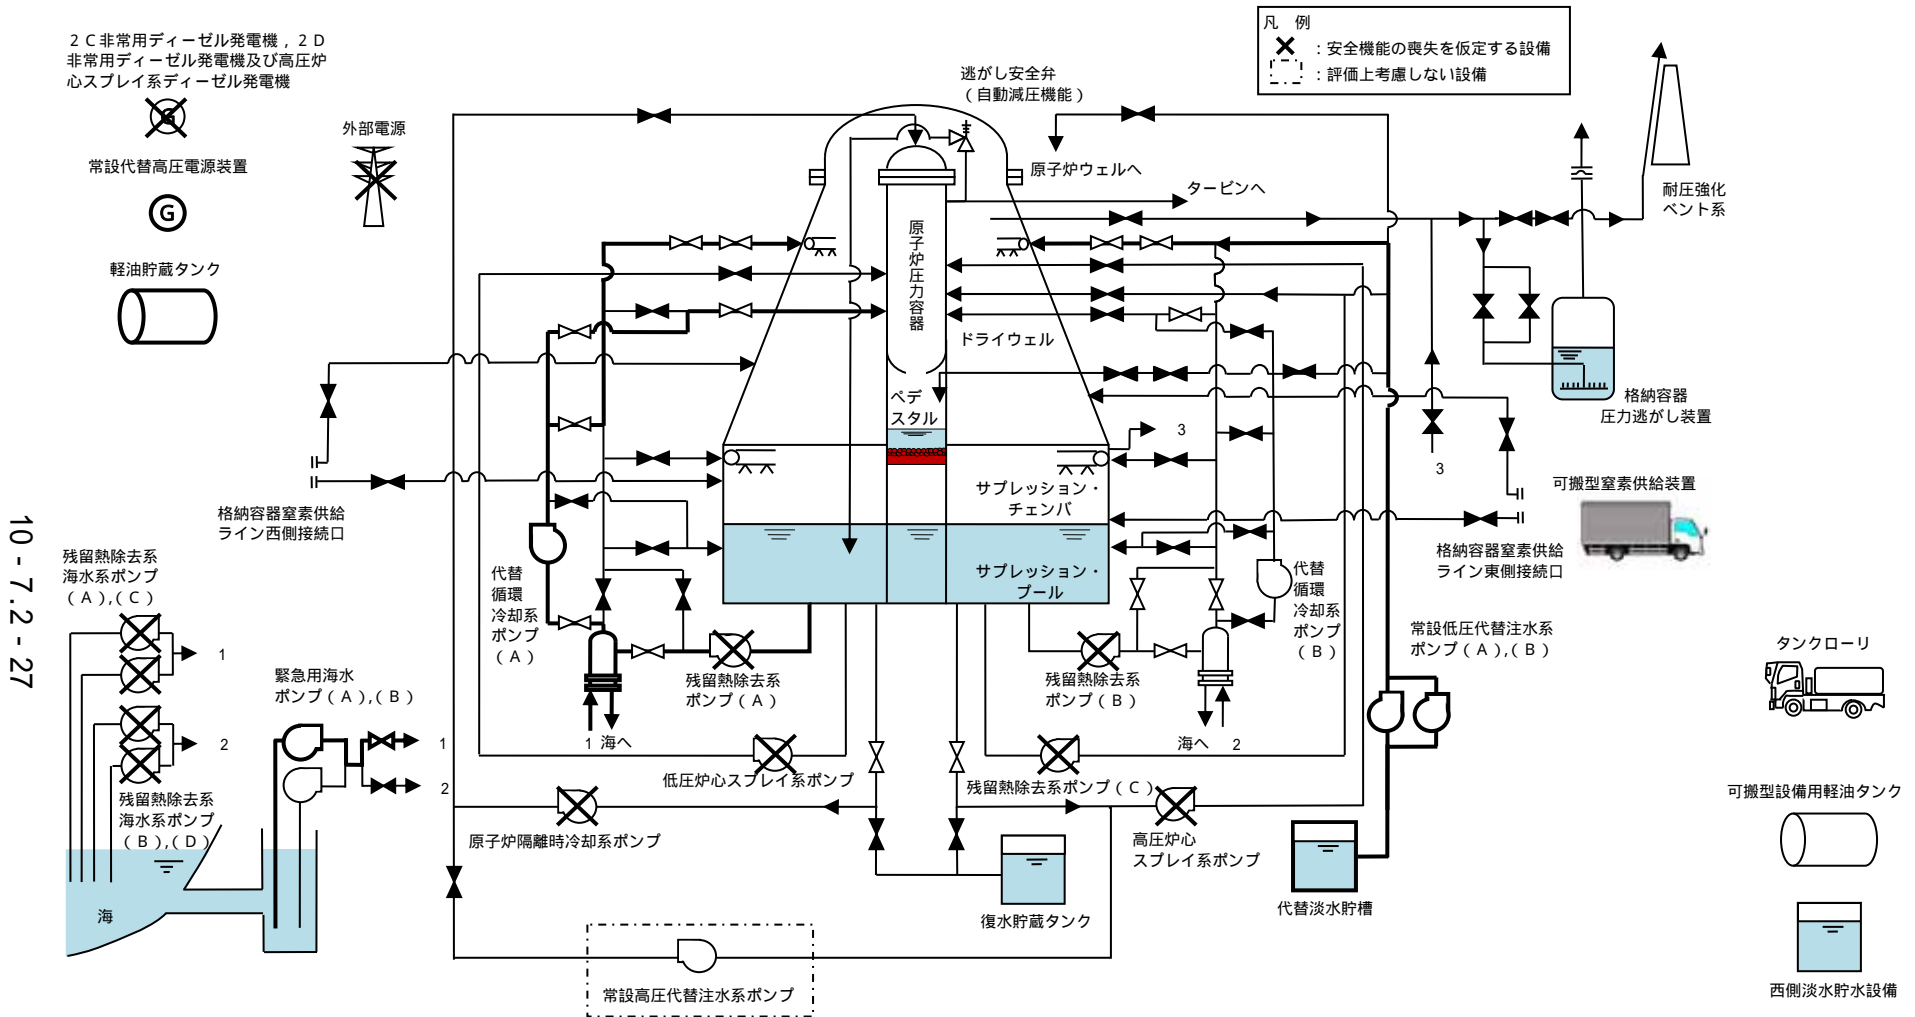 ２Ｃ非常用ディーゼル発電機，２Ｄ
非常用ディーゼル発電機及び高圧炉
心スプレイ系ディーゼル発電機
G
常設代替高圧電源装置
G
軽油貯蔵タンク
外部電源
逃がし安全弁
（自動減圧機能）
凡　例
：安全機能の喪失を仮定する設備
：評価上考慮しない設備
原子炉ウェルへ
タービンへ
耐圧強化
ベント系
原子炉圧力容器
ドライウェル
ペデ
スタル
格納容器
圧力逃がし装置
3
3
サプレッション・
チェンバ
サプレッション・
プール
格納容器窒素供給
ライン西側接続口
可搬型窒素供給装置
格納容器窒素供給
ライン東側接続口
残留熱除去系
海水系ポンプ
（Ａ）,（Ｃ）
1
2
残留熱除去系
海水系ポンプ
（Ｂ）,（Ｄ）
海
緊急用海水
ポンプ（Ａ）,（Ｂ）
1
2
代替
循環
冷却系
ポンプ
（Ａ）
残留熱除去系
ポンプ（Ａ）
1 海へ
残留熱除去系
ポンプ（Ｂ）
海へ 2
代替
循環
冷却系
ポンプ
（Ｂ）
常設低圧代替注水系
ポンプ（Ａ）,（Ｂ）
低圧炉心スプレイ系ポンプ
残留熱除去系ポンプ（Ｃ）
原子炉隔離時冷却系ポンプ
高圧炉心
スプレイ系ポンプ
復水貯蔵タンク
代替淡水貯槽
常設高圧代替注水系ポンプ
タンクローリ
可搬型設備用軽油タンク
西側淡水貯水設備
10 - 7.2 - 27